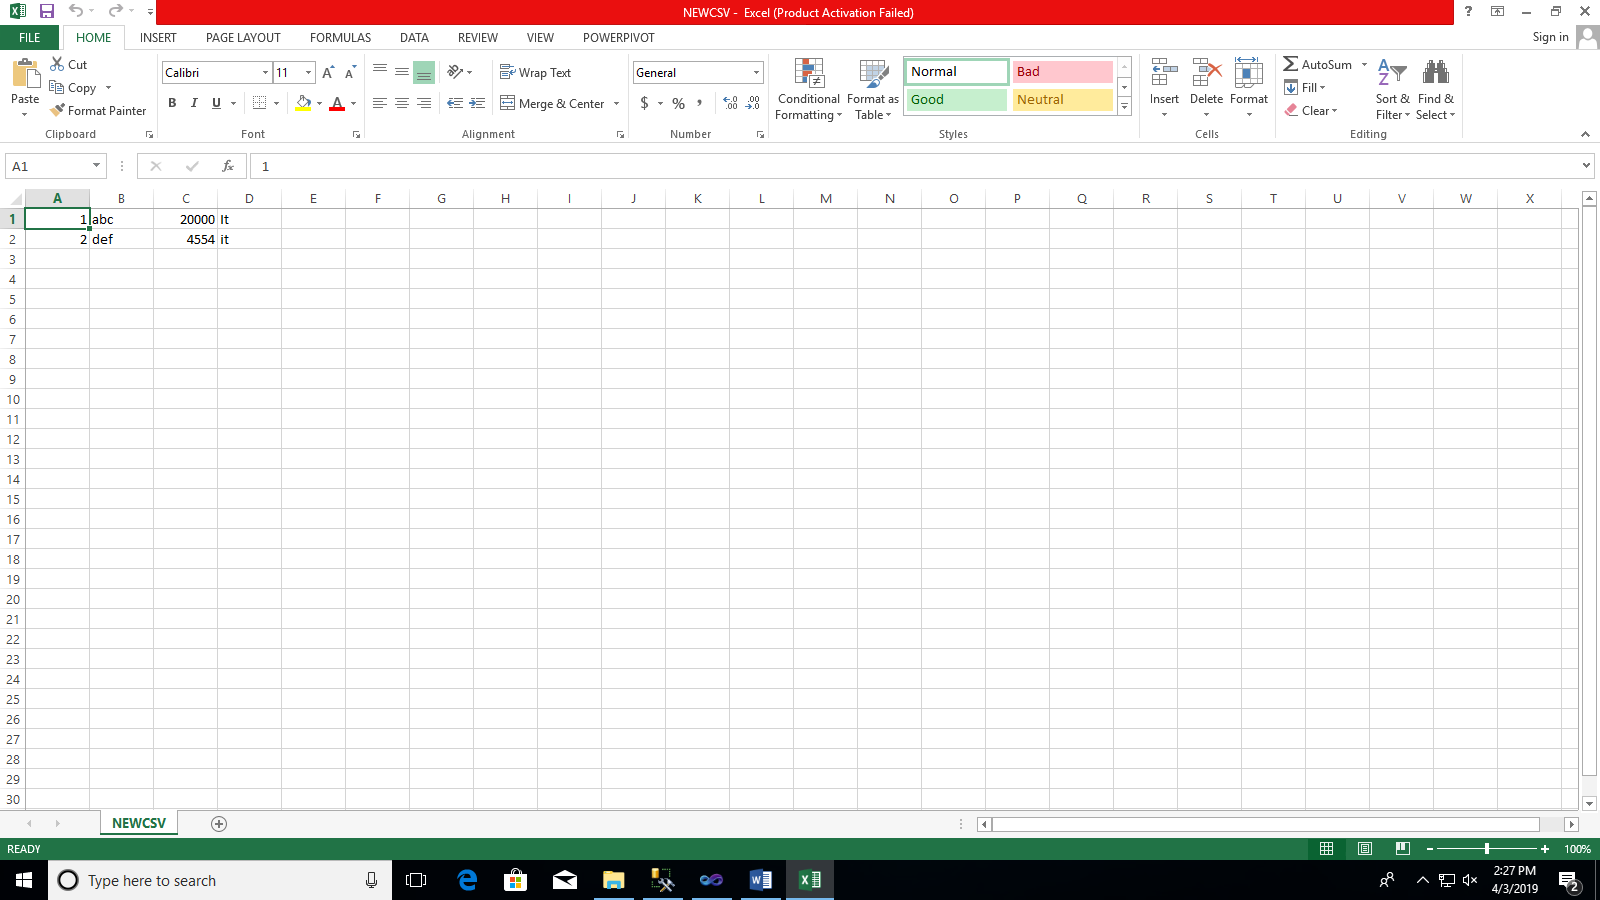 NEWCSV - Excel (Product Activation Failed)
?
FILE HOME INSERT PAGE LAYOUT FORMULAS DATA REVIEW VIEW POWERPIVOT Sign in
Paste
Cut
Copy
Format Painter
Clipboard
Calibri 11
B I U
Font
Wrap Text
Merge & Center
Alignment
General
$ % ,
Number
Conditional Formatting
Format as Table
Normal Bad
Good Neutral
Styles
Insert Delete Format
Cells
AutoSum
Fill
Clear
Sort & Filter
Find & Select
Editing
A1 fx 1
A B C D E F G H I J K L M N O P Q R S T U V W X
1 1 abc 20000 It
2 2 def 4554 it
3
4
5
6
7
8
9
10
11
12
13
14
15
16
17
18
19
20
21
22
23
24
25
26
27
28
29
30
NEWCSV
READY 100%
Type here to search
2:27 PM
4/3/2019
2